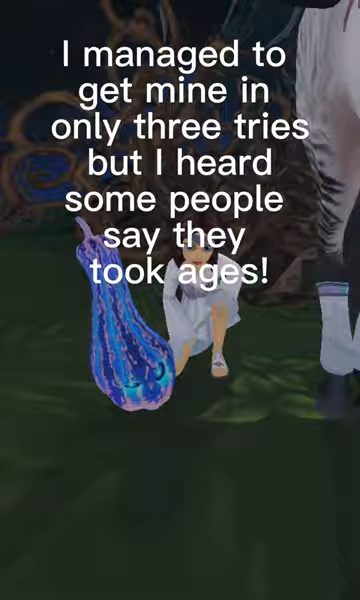 I managed to
get mine in
only three tries
but I heard
some people
say they
took ages!